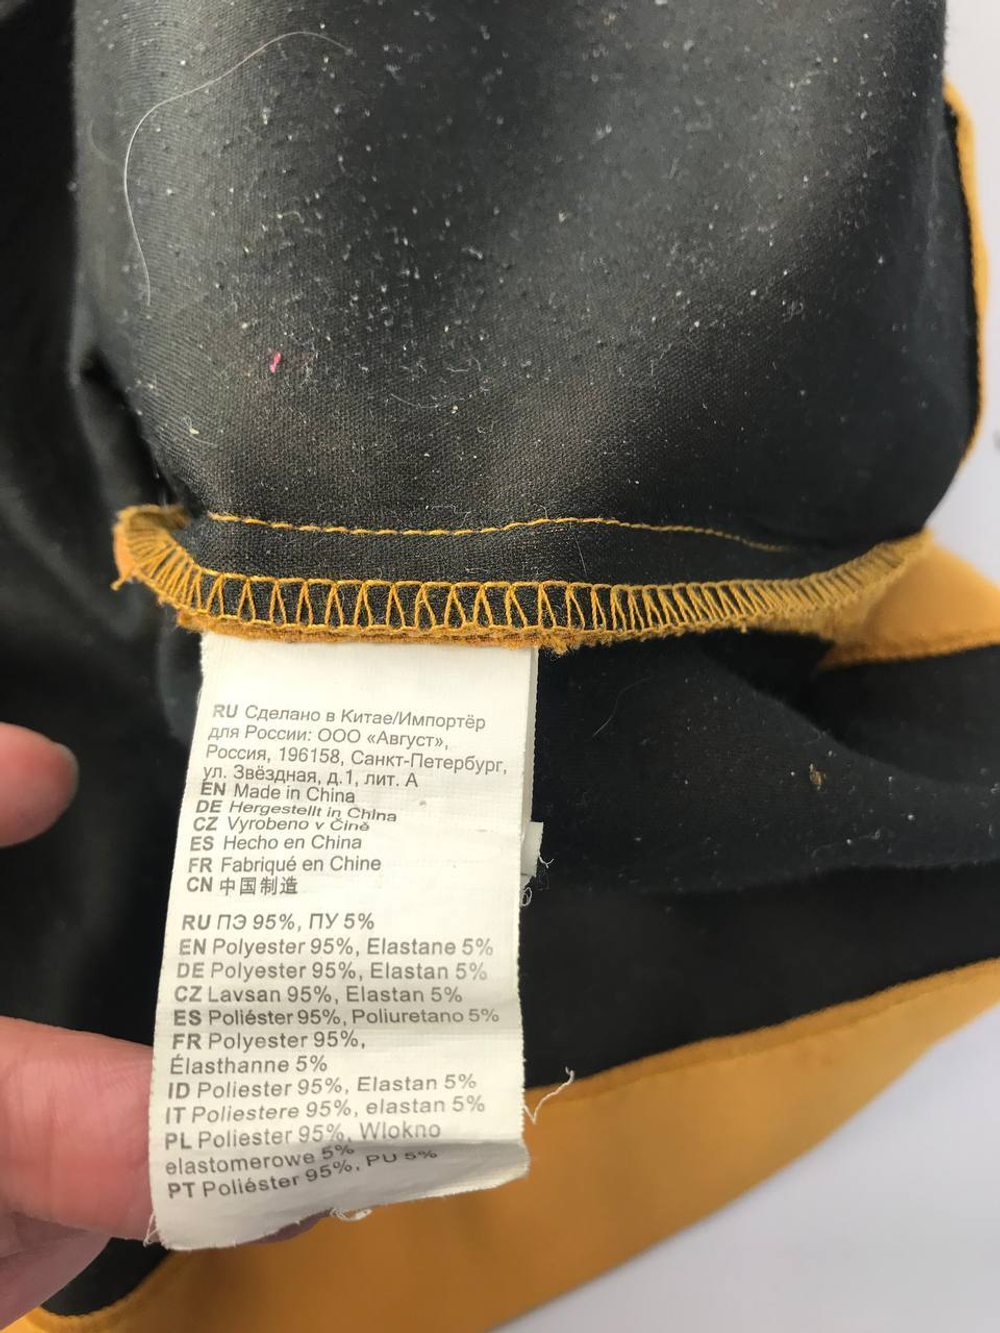 RU Сделано в Китае/Импортёр
для России: ООО «Август»,
Россия, 196158, Санкт-Петербург,
ул. Звёздная, д.1, лит. А
EN Made in China
DE Hergestellt in China
CZ Vyrobeno v Čině
ES Hecho en China
FR Fabriqué en Chine
CN 中国制造
RU ПЭ 95%, ПУ 5%
EN Polyester 95%, Elastane 5%
DE Polyester 95%, Elastan 5%
CZ Lavsan 95%, Elastan 5%
ES Poliéster 95%, Poliuretano 5%
FR Polyester 95%,
Élasthanne 5%
ID Poliester 95%, Elastan 5%
IT Poliestere 95%, elastan 5%
PL Poliester 95%, Wlokno
elastomerowe 5%
PT Poliéster 95%, PU 5%